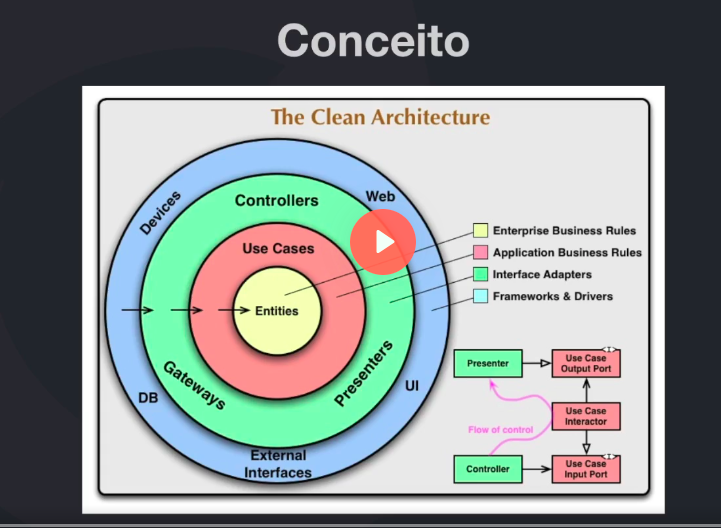 Conceito
The Clean Architecture
Devices
Controllers
Web
Use Cases
Entities
Gateways
Presenters
DB
UI
External
Interfaces
Enterprise Business Rules
Application Business Rules
Interface Adapters
Frameworks & Drivers
Presenter
Use Case
Output Port
Flow of control
Use Case
Interactor
Controller
Use Case
Input Port